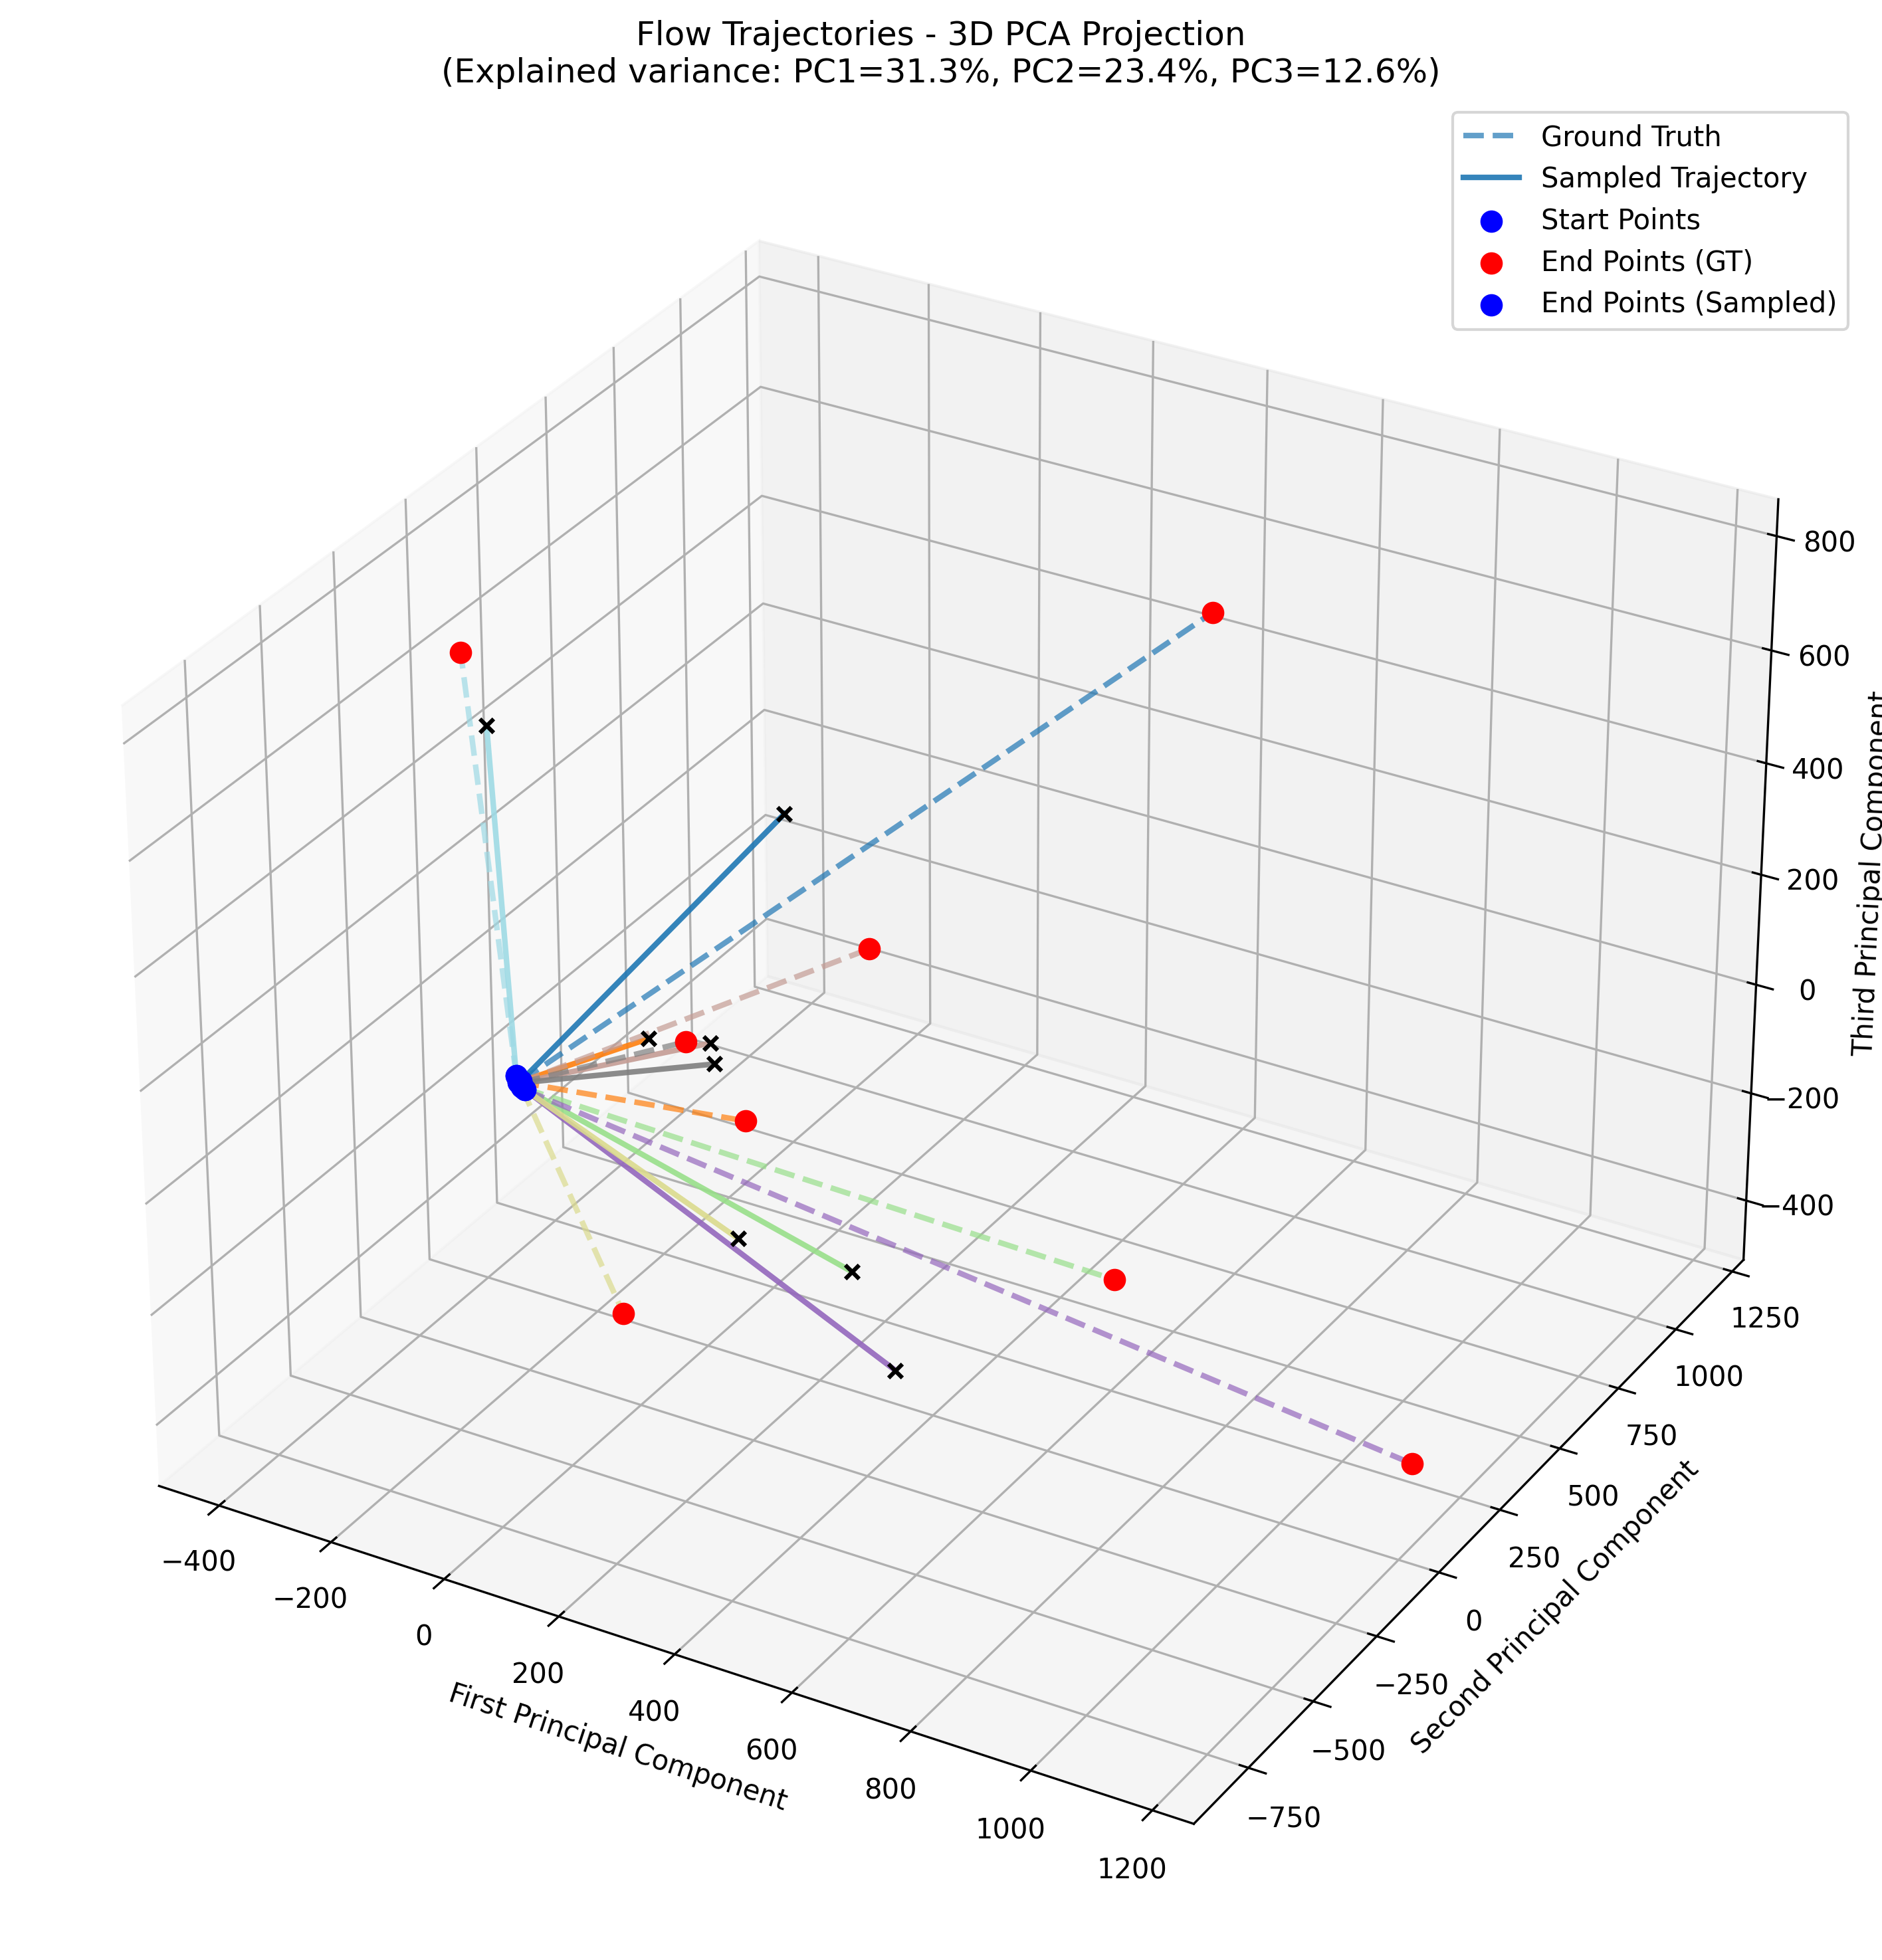 Flow Trajectories - 3D PCA Projection
(Explained variance: PC1=31.3%, PC2=23.4%, PC3=12.6%)
Ground Truth
Sampled Trajectory
Start Points
End Points (GT)
End Points (Sampled)
800
600
400
200
0
−200
−400
Third Principal Component
1250
1000
750
500
250
0
−250
−500
−750
Second Principal Component
−400
−200
0
200
400
600
800
1000
1200
First Principal Component